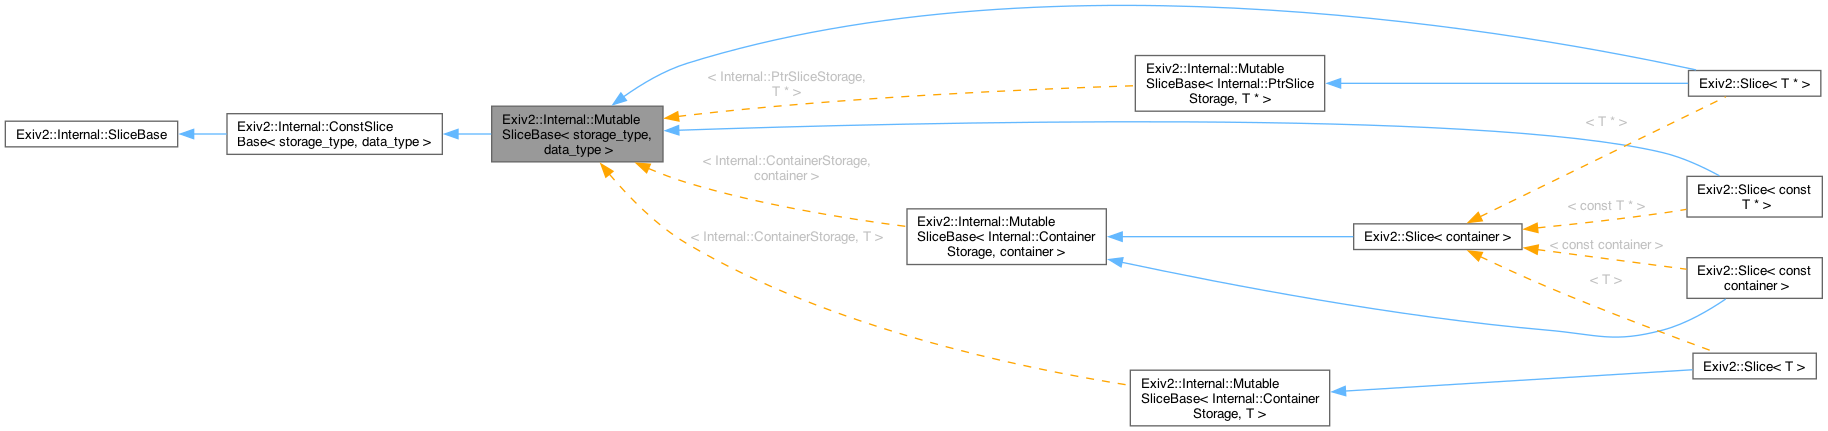 Exiv2::Internal::SliceBase
Exiv2::Internal::ConstSlice
Base< storage_type, data_type >
Exiv2::Internal::Mutable
SliceBase< storage_type,
data_type >
< Internal::PtrSliceStorage,
T * >
< Internal::ContainerStorage,
container >
< Internal::ContainerStorage, T >
Exiv2::Internal::Mutable
SliceBase< Internal::PtrSlice
Storage, T * >
Exiv2::Internal::Mutable
SliceBase< Internal::Container
Storage, container >
Exiv2::Internal::Mutable
SliceBase< Internal::Container
Storage, T >
Exiv2::Slice< container >
< T * >
< const T * >
< const container >
< T >
Exiv2::Slice< T * >
Exiv2::Slice< const
T * >
Exiv2::Slice< const
container >
Exiv2::Slice< T >